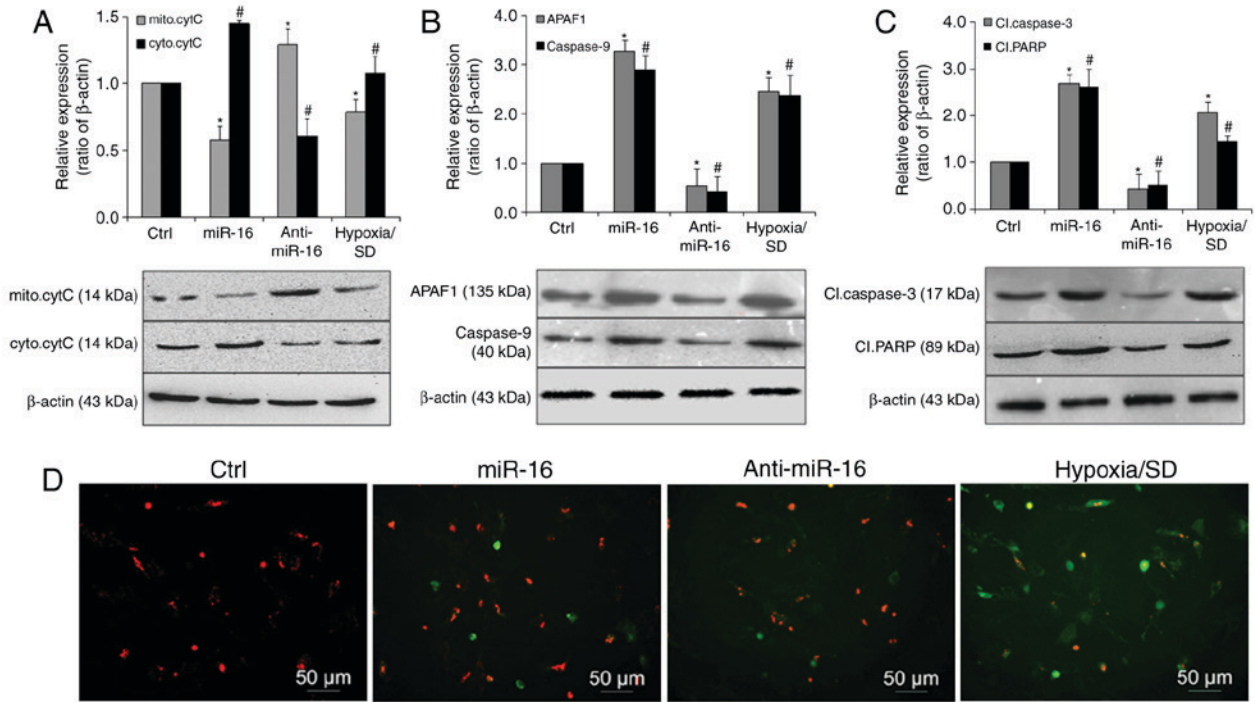 A
mito.cytC
cyto.cytC
Relative expression
(ratio of β-actin)
1.5
1.0
0.5
0.0
#
*
*
#
*
#
Ctrl
miR-16
Anti-
miR-16
Hypoxia/
SD
mito.cytC (14 kDa)
cyto.cytC (14 kDa)
β-actin (43 kDa)
B
APAF1
Caspase-9
Relative expression
(ratio of β-actin)
4.0
3.0
2.0
1.0
0.0
*
#
*
#
*
#
Ctrl
miR-16
Anti-
miR-16
Hypoxia/
SD
APAF1 (135 kDa)
Caspase-9
(40 kDa)
β-actin (43 kDa)
C
Cl.caspase-3
Cl.PARP
Relative expression
(ratio of β-actin)
4.0
3.0
2.0
1.0
0.0
*
#
*
#
*
#
Ctrl
miR-16
Anti-
miR-16
Hypoxia/
SD
Cl.caspase-3 (17 kDa)
Cl.PARP (89 kDa)
β-actin (43 kDa)
D
Ctrl
miR-16
Anti-miR-16
Hypoxia/SD
50 µm
50 µm
50 µm
50 µm